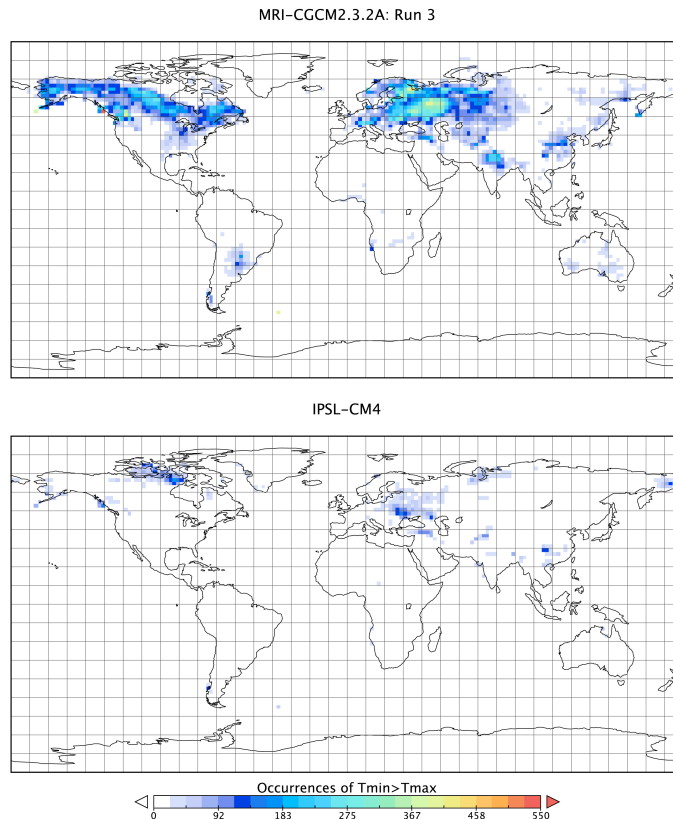 MRI-CGCM2.3.2A: Run 3
IPSL-CM4
Occurrences of Tmin>Tmax
0 92 183 275 367 458 550